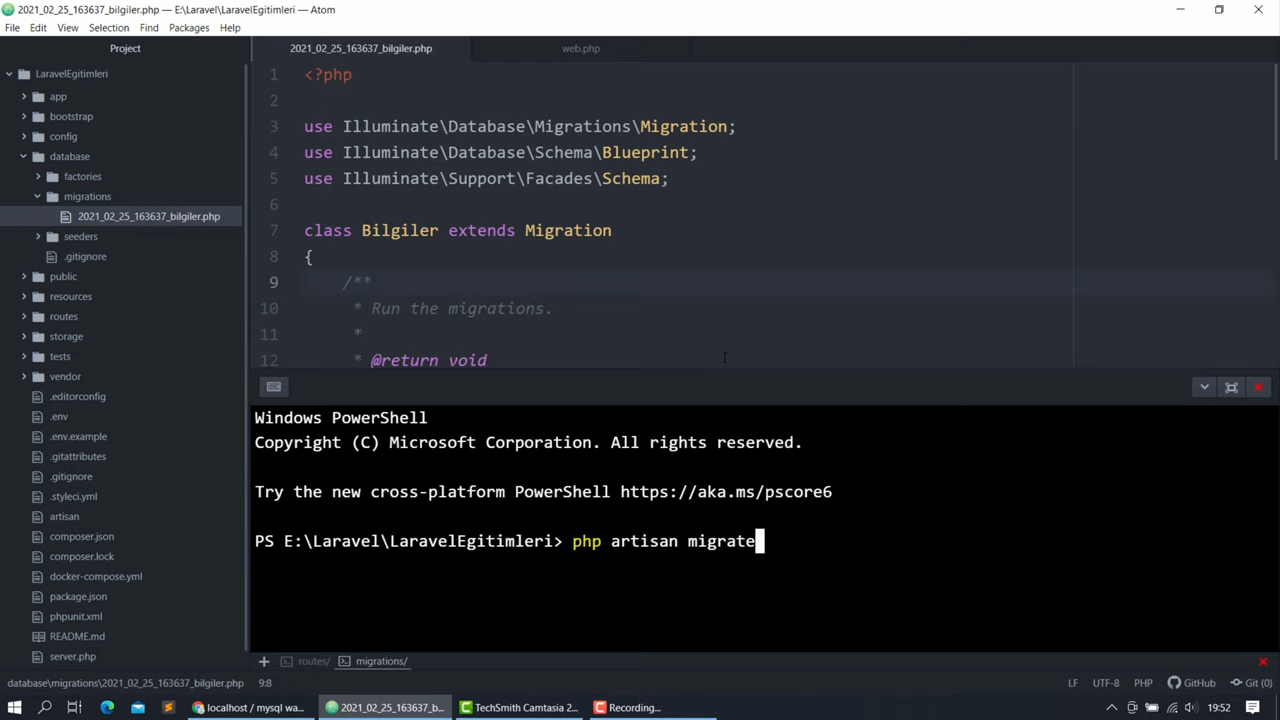 2021_02_25_163637_bilgiler.php — E:\Laravel\LaravelEgitimleri — Atom
File Edit View Selection Find Packages Help
Project
LaravelEgitimleri
app
bootstrap
config
database
factories
migrations
2021_02_25_163637_bilgiler.php
seeders
.gitignore
public
resources
routes
storage
tests
vendor
.editorconfig
.env
.env.example
.gitattributes
.gitignore
.styleci.yml
artisan
composer.json
composer.lock
docker-compose.yml
package.json
phpunit.xml
README.md
server.php
2021_02_25_163637_bilgiler.php web.php
1 <?php
2
3 use Illuminate\Database\Migrations\Migration;
4 use Illuminate\Database\Schema\Blueprint;
5 use Illuminate\Support\Facades\Schema;
6
7 class Bilgiler extends Migration
8 {
9 /**
10 * Run the migrations.
11 *
12 * @return void
Windows PowerShell
Copyright (C) Microsoft Corporation. All rights reserved.
Try the new cross-platform PowerShell https://aka.ms/pscore6
PS E:\Laravel\LaravelEgitimleri> php artisan migrate
routes/ migrations/
database\migrations\2021_02_25_163637_bilgiler.php 9:8 LF UTF-8 PHP GitHub Git (0)
localhost / mysql wa... 2021_02_25_163637_b... TechSmith Camtasia 2... Recording... 19:52